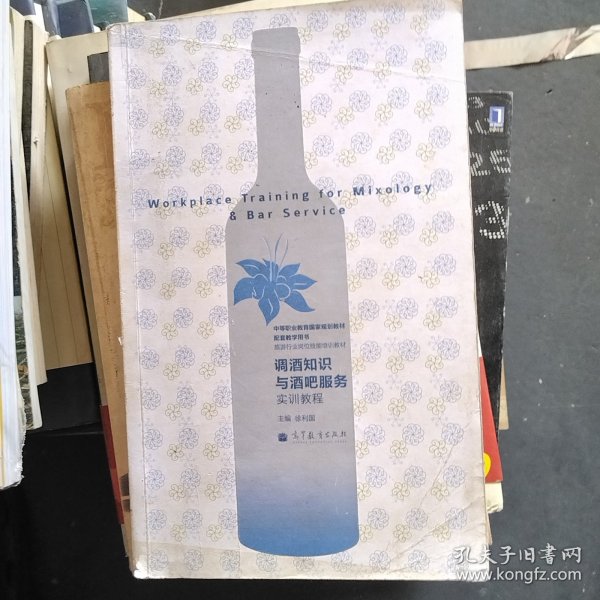 Workplace Training for Mixology
& Bar Service
中等职业教育国家规划教材
配套教学用书
旅游行业岗位技能培训教材
调酒知识
与酒吧服务
实训教程
主编 徐利国
高等教育出版社
孔夫子旧书网
www.kongfz.com